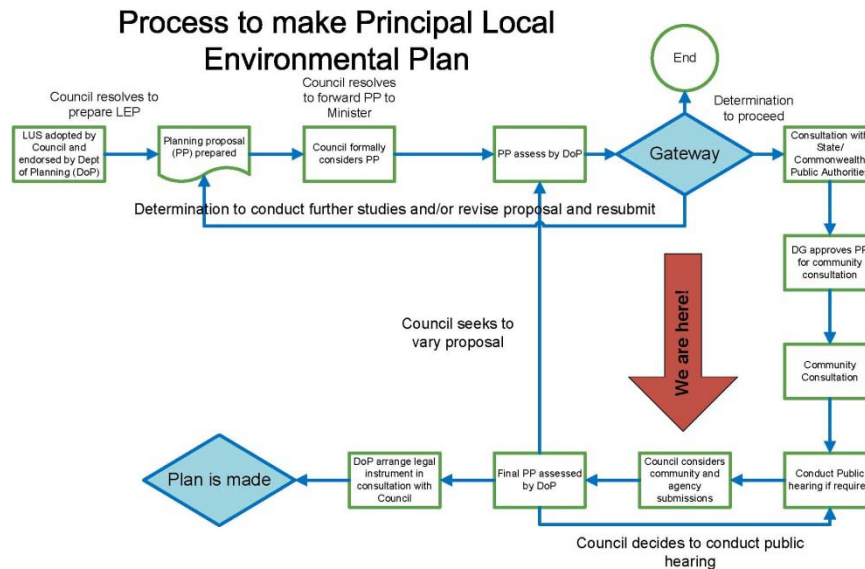 Process to make Principal Local
Environmental Plan
Council resolves to
prepare LEP
Council resolves
to forward PP to
Minister
End
Determination
to proceed
LUS adopted by
Council and
endorsed by Dept
of Planning (DoP)
Planning proposal
(PP) prepared
Council formally
considers PP
PP assess by DoP
Gateway
Consultation with
State/
Commonwealth
Public Authorities
Determination to conduct further studies and/or revise proposal and resubmit
DG approves PP
for community
consultation
We are here!
Council seeks to
vary proposal
Community
Consultation
Plan is made
DoP arrange legal
instrument in
consultation with
Council
Final PP assessed
by DoP
Council considers
community and
agency
submissions
Conduct Public
hearing if require
Council decides to conduct public
hearing